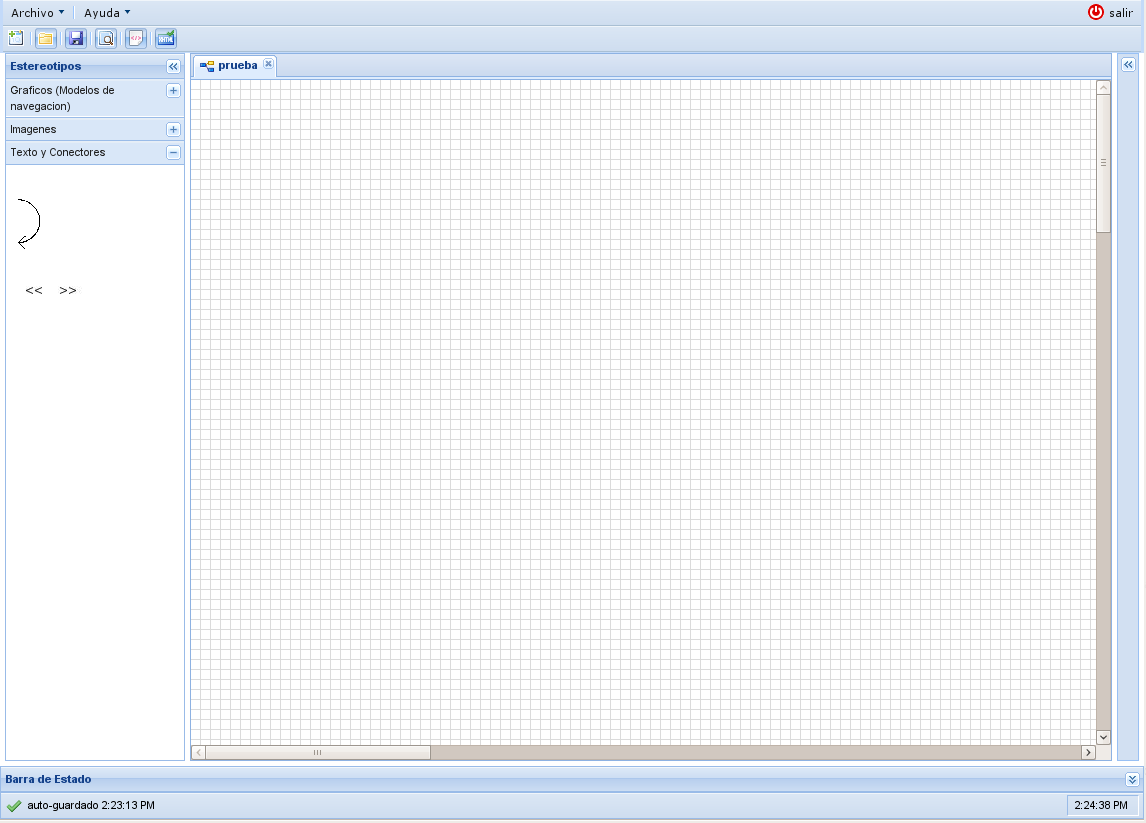 Archivo Ayuda salir
Estereotipos
prueba
Graficos (Modelos de
navegacion)
Imagenes
Texto y Conectores
<< >>
Barra de Estado
auto-guardado 2:23:13 PM
2:24:38 PM